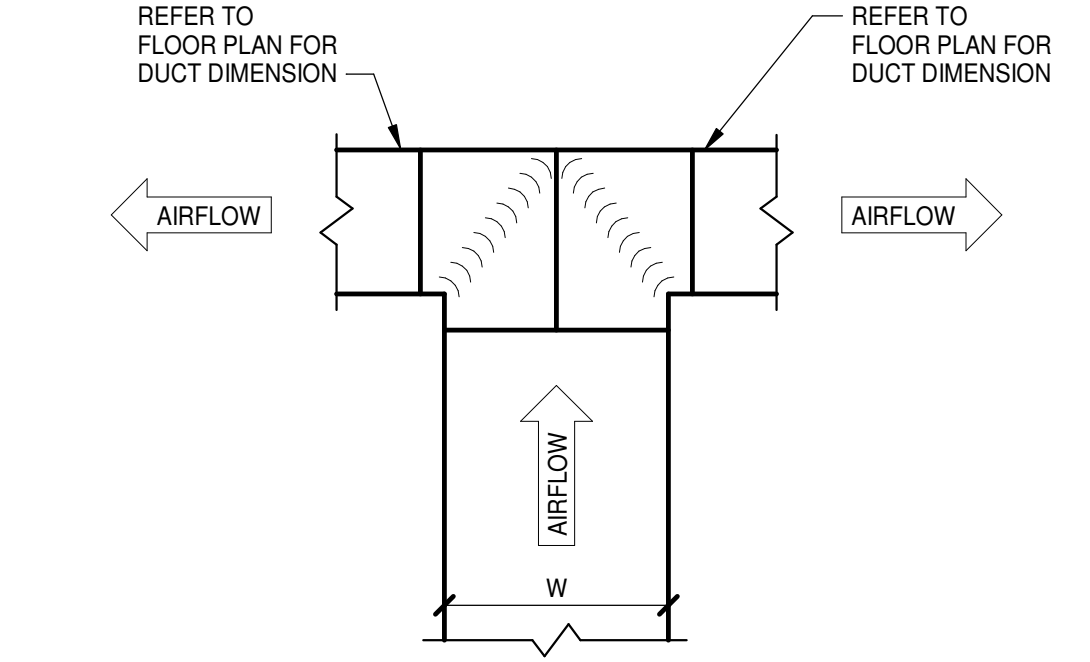 REFER TO
FLOOR PLAN FOR
DUCT DIMENSION
REFER TO
FLOOR PLAN FOR
DUCT DIMENSION
AIRFLOW
AIRFLOW
AIRFLOW
W